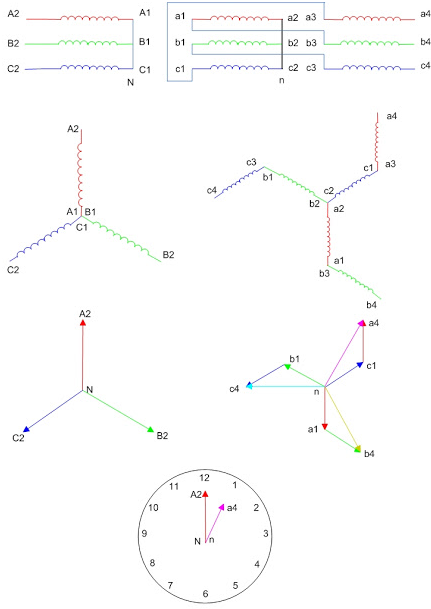 A2 A1 a1 a2 a3 a4
B2 B1 b1 b2 b3 b4
C2 C1 c1 c2 c3 c4
N n
A2 a4
c3 c1 a3
b1
c4 c2
A1 B1 b2 a2
C1
B2 a1
C2 b3
b4
A2 a4
b1 c1
N c4 n
C2 B2 a1
b4
12
11 1
A2
10 a4 2
9 N n 3
8 4
7 5
6